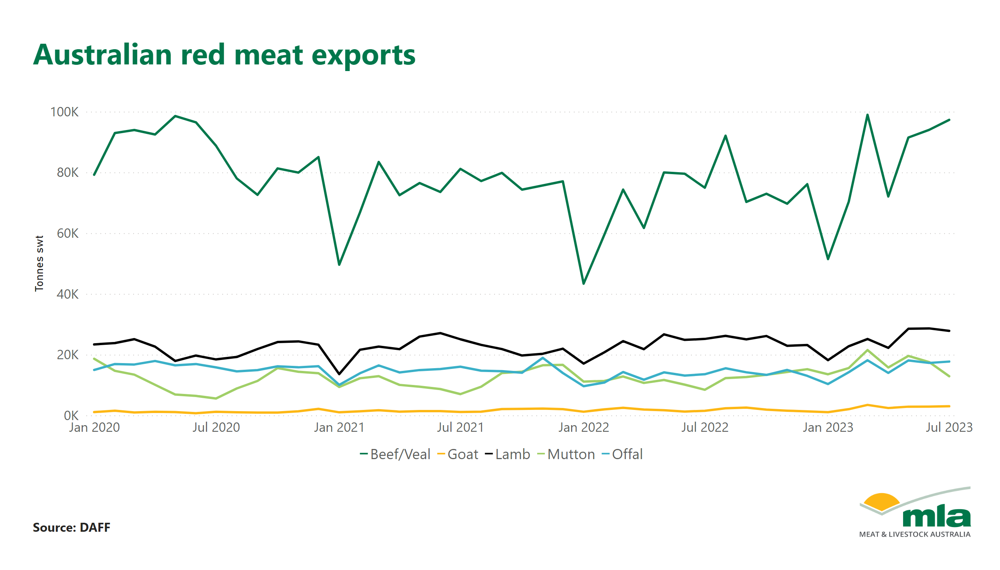 Australian red meat exports
100K
80K
60K
40K
20K
0K
Tonnes swt
Jan 2020 Jul 2020 Jan 2021 Jul 2021 Jan 2022 Jul 2022 Jan 2023 Jul 2023
Beef/Veal Goat Lamb Mutton Offal
Source: DAFF
mla
MEAT & LIVESTOCK AUSTRALIA